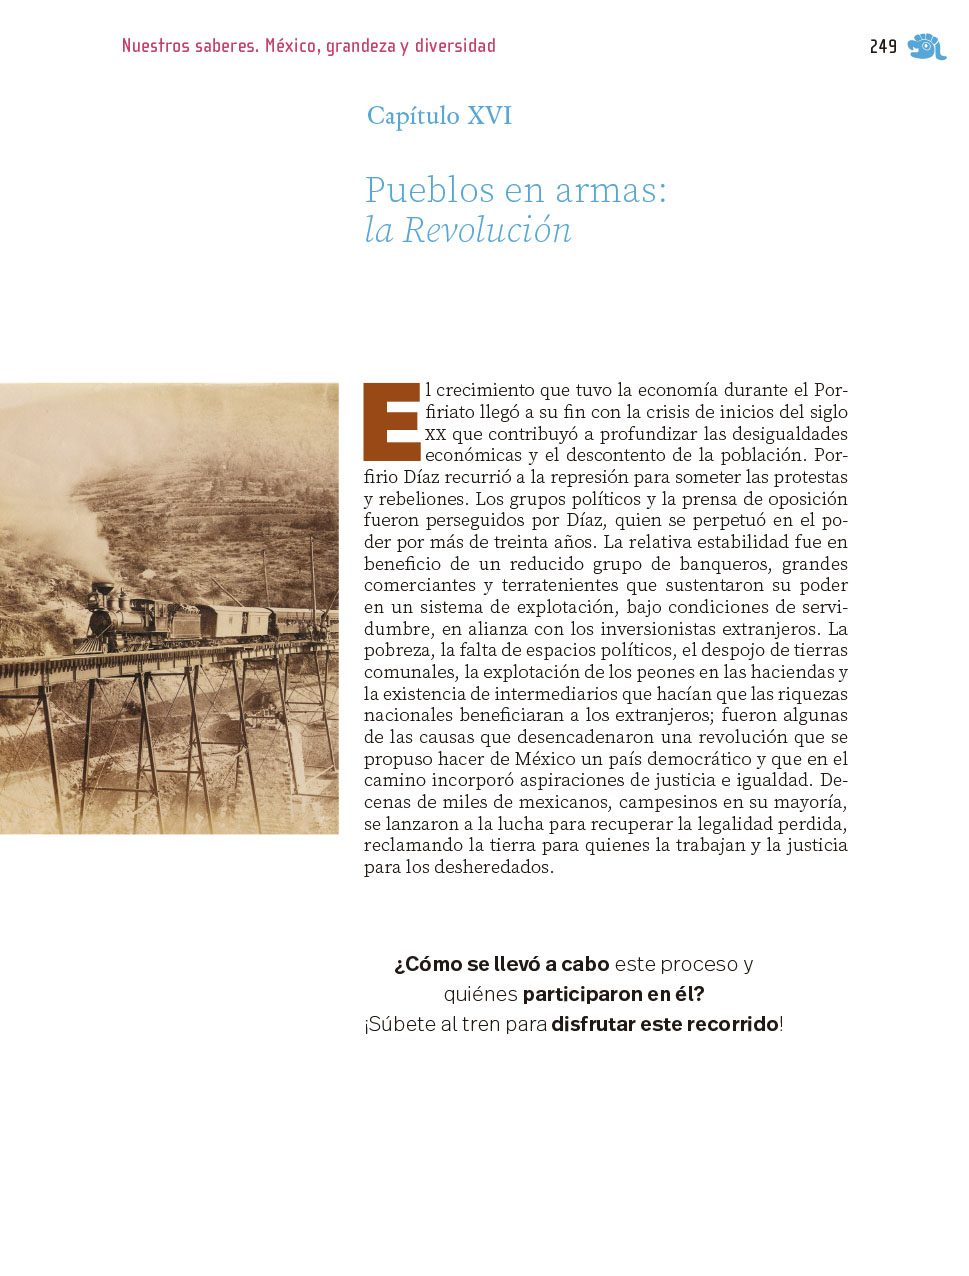 Nuestros saberes. México, grandeza y diversidad
249
Capítulo XVI
Pueblos en armas:
la Revolución
El crecimiento que tuvo la economía durante el Por-
firiato llegó a su fin con la crisis de inicios del siglo
XX que contribuyó a profundizar las desigualdades
económicas y el descontento de la población. Por-
firio Díaz recurrió a la represión para someter las protestas
y rebeliones. Los grupos políticos y la prensa de oposición
fueron perseguidos por Díaz, quien se perpetuó en el po-
der por más de treinta años. La relativa estabilidad fue en
beneficio de un reducido grupo de banqueros, grandes
comerciantes y terratenientes que sustentaron su poder
en un sistema de explotación, bajo condiciones de servi-
dumbre, en alianza con los inversionistas extranjeros. La
pobreza, la falta de espacios políticos, el despojo de tierras
comunales, la explotación de los peones en las haciendas y
la existencia de intermediarios que hacían que las riquezas
nacionales beneficiaran a los extranjeros; fueron algunas
de las causas que desencadenaron una revolución que se
propuso hacer de México un país democrático y que en el
camino incorporó aspiraciones de justicia e igualdad. De-
cenas de miles de mexicanos, campesinos en su mayoría,
se lanzaron a la lucha para recuperar la legalidad perdida,
reclamando la tierra para quienes la trabajan y la justicia
para los desheredados.
¿Cómo se llevó a cabo este proceso y
quiénes participaron en él?
¡Súbete al tren para disfrutar este recorrido!